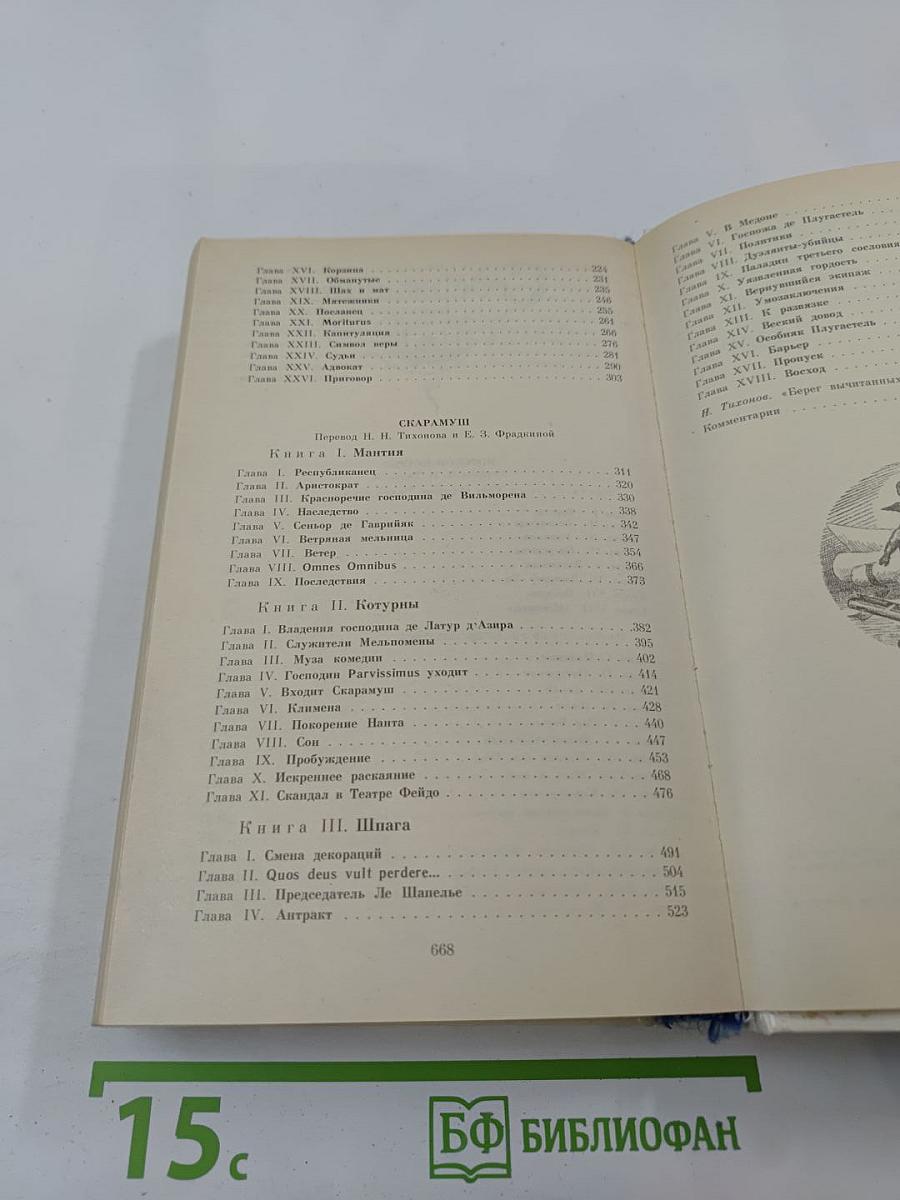 Глава XVI. Корзина 224
Глава XVII. Обманутые 231
Глава XVIII. Шах и мат 235
Глава XIX. Мятежники 246
Глава XX. Посланец 255
Глава XXI. Moriturus 261
Глава XXII. Капитуляция 266
Глава XXIII. Символ веры 276
Глава XXIV. Судьи 281
Глава XXV. Адвокат 290
Глава XXVI. Приговор 303
СКАРАМУШ
Перевод Н. Н. Тихонова и Е. З. Фрадкиной
Книга I. Мантия
Глава I. Республиканец 311
Глава II. Аристократ 320
Глава III. Красноречие господина де Вильморена 330
Глава IV. Наследство 338
Глава V. Сеньор де Гаврийяк 342
Глава VI. Ветряная мельница 347
Глава VII. Ветер 354
Глава VIII. Omnes Omnibus 366
Глава IX. Последствия 373
Книга II. Котурны
Глава I. Владения господина де Латур д'Азира 382
Глава II. Служители Мельпомены 395
Глава III. Муза комедии 402
Глава IV. Господин Parvissimus уходит 414
Глава V. Входит Скарамуш 421
Глава VI. Климена 428
Глава VII. Покорение Нанта 440
Глава VIII. Сон 447
Глава IX. Пробуждение 453
Глава X. Искреннее раскаяние 468
Глава XI. Скандал в Театре Фейдо 476
Книга III. Шпага
Глава I. Смена декораций 491
Глава II. Quos deus vult perdere... 504
Глава III. Председатель Ле Шапелье 515
Глава IV. Антракт 523
668
Глава V. В Медоне
Глава VI. Госпожа де Плугастель
Глава VII. Политики
Глава VIII. Дуэлянты-убийцы
Глава IX. Паладин третьего сословия
Глава X. Уязвленная гордость
Глава XI. Вернувшийся экипаж
Глава XII. Умозаключения
Глава XIII. К развязке
Глава XIV. Веский довод
Глава XV. Особняк Плугастель
Глава XVI. Барьер
Глава XVII. Пропуск
Глава XVIII. Восход
Н. Тихонов. «Берег вычитанных
Комментарии
15 с
БФ БИБЛИОФАН